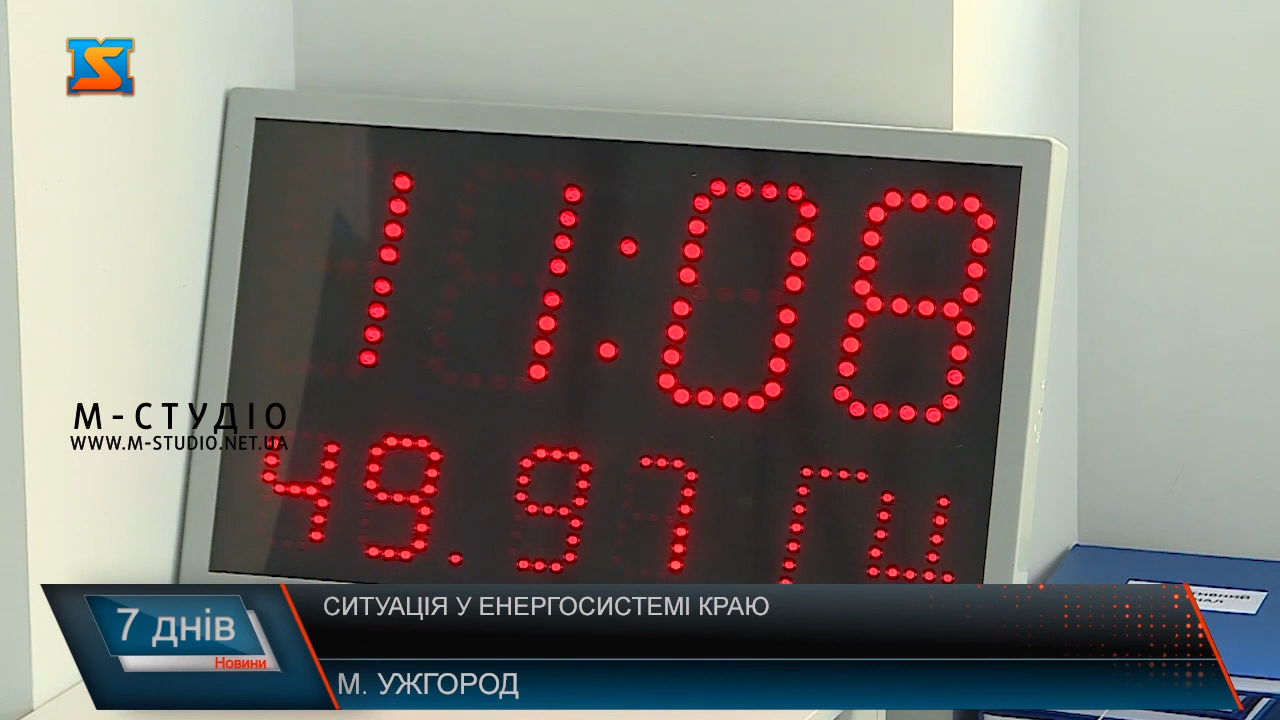 11:08
М-СТУДІО
WWW.M-STUDIO.NET.UA
49.97 Гц
СИТУАЦІЯ У ЕНЕРГОСИСТЕМІ КРАЮ
7 днів
Новини
М. УЖГОРОД